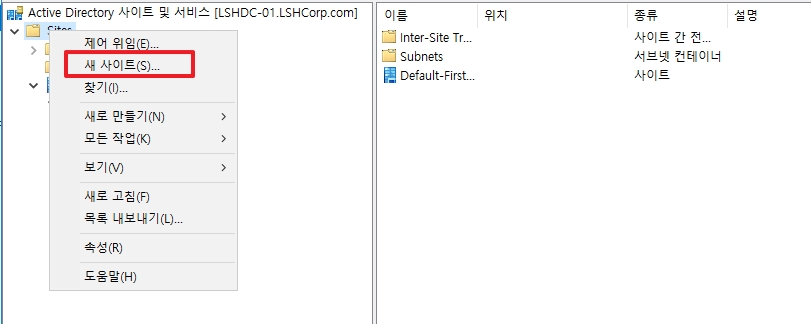 Active Directory 사이트 및 서비스 [LSHDC-01.LSHCorp.com]
Sites
제어 위임(E)...
새 사이트(S)...
찾기(I)...
새로 만들기(N)
모든 작업(K)
보기(V)
새로 고침(F)
목록 내보내기(L)...
속성(R)
도움말(H)
이름 위치 종류 설명
Inter-Site Tr... 사이트 간 전...
Subnets 서브넷 컨테이너
Default-First... 사이트